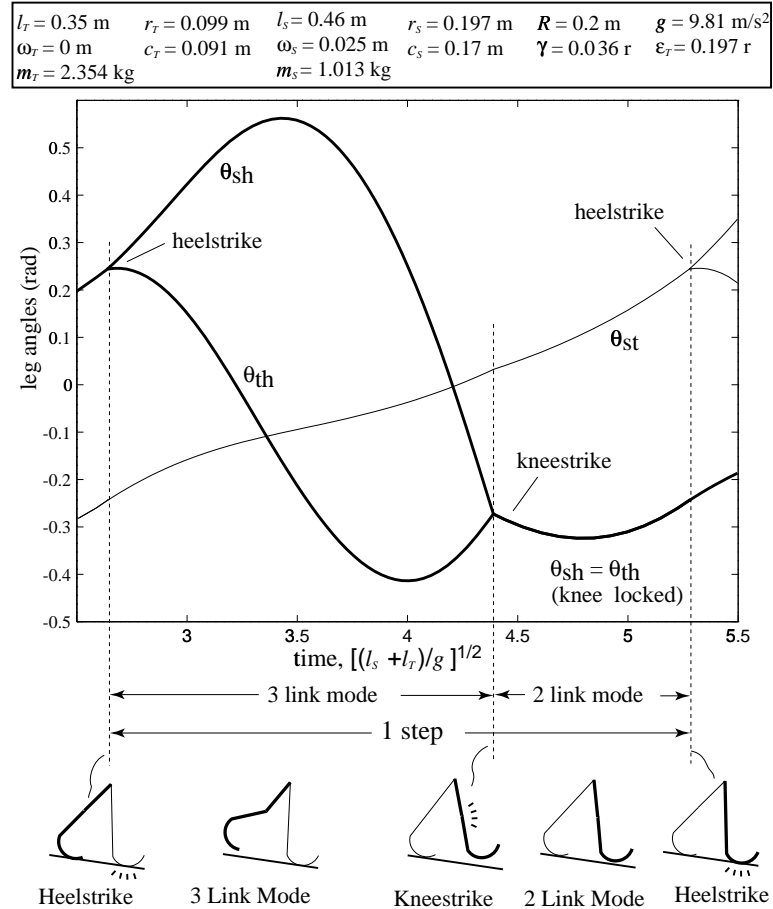 l_T = 0.35 m r_T = 0.099 m l_S = 0.46 m r_S = 0.197 m R = 0.2 m g = 9.81 m/s²
ω_T = 0 m c_T = 0.091 m ω_S = 0.025 m c_S = 0.17 m γ = 0.036 r ε_T = 0.197 r
m_T = 2.354 kg m_S = 1.013 kg
0.5
0.4
0.3
0.2
0.1
0
-0.1
-0.2
-0.3
-0.4
-0.5
leg angles (rad)
θsh
heelstrike
heelstrike
θth
θst
kneestrike
θsh = θth
(knee locked)
3 3.5 4 4.5 5 5.5
time, [(l_S + l_T)/g ]^1/2
3 link mode
2 link mode
1 step
Heelstrike
3 Link Mode
Kneestrike
2 Link Mode
Heelstrike